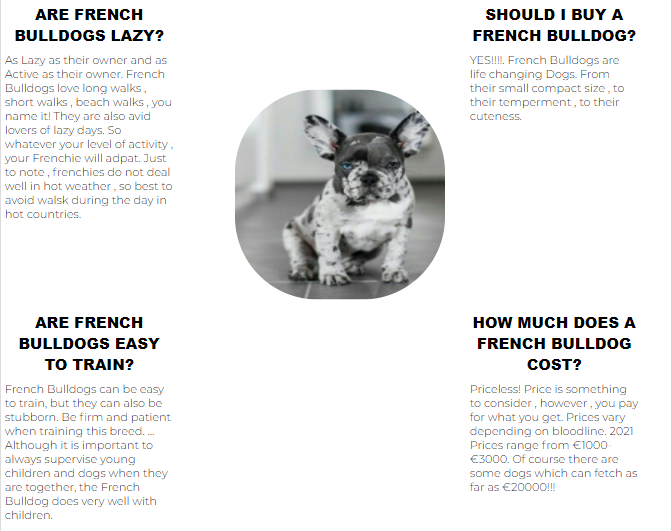 ARE FRENCH
BULLDOGS LAZY?
As Lazy as their owner and as
Active as their owner. French
Bulldogs love long walks ,
short walks , beach walks , you
name it! They are also avid
lovers of lazy days. So
whatever your level of activity ,
your Frenchie will adpat. Just
to note , frenchies do not deal
well in hot weather , so best to
avoid walsk during the day in
hot countries.
SHOULD I BUY A
FRENCH BULLDOG?
YES!!!!. French Bulldogs are
life changing Dogs. From
their small compact size , to
their temperment , to their
cuteness.
ARE FRENCH
BULLDOGS EASY
TO TRAIN?
French Bulldogs can be easy
to train, but they can also be
stubborn. Be firm and patient
when training this breed. ...
Although it is important to
always supervise young
children and dogs when they
are together, the French
Bulldog does very well with
children.
HOW MUCH DOES A
FRENCH BULLDOG
COST?
Priceless! Price is something
to consider , however , you pay
for what you get. Prices vary
depending on bloodline. 2021
Prices range from €1000-
€3000. Of course there are
some dogs which can fetch as
far as €20000!!!